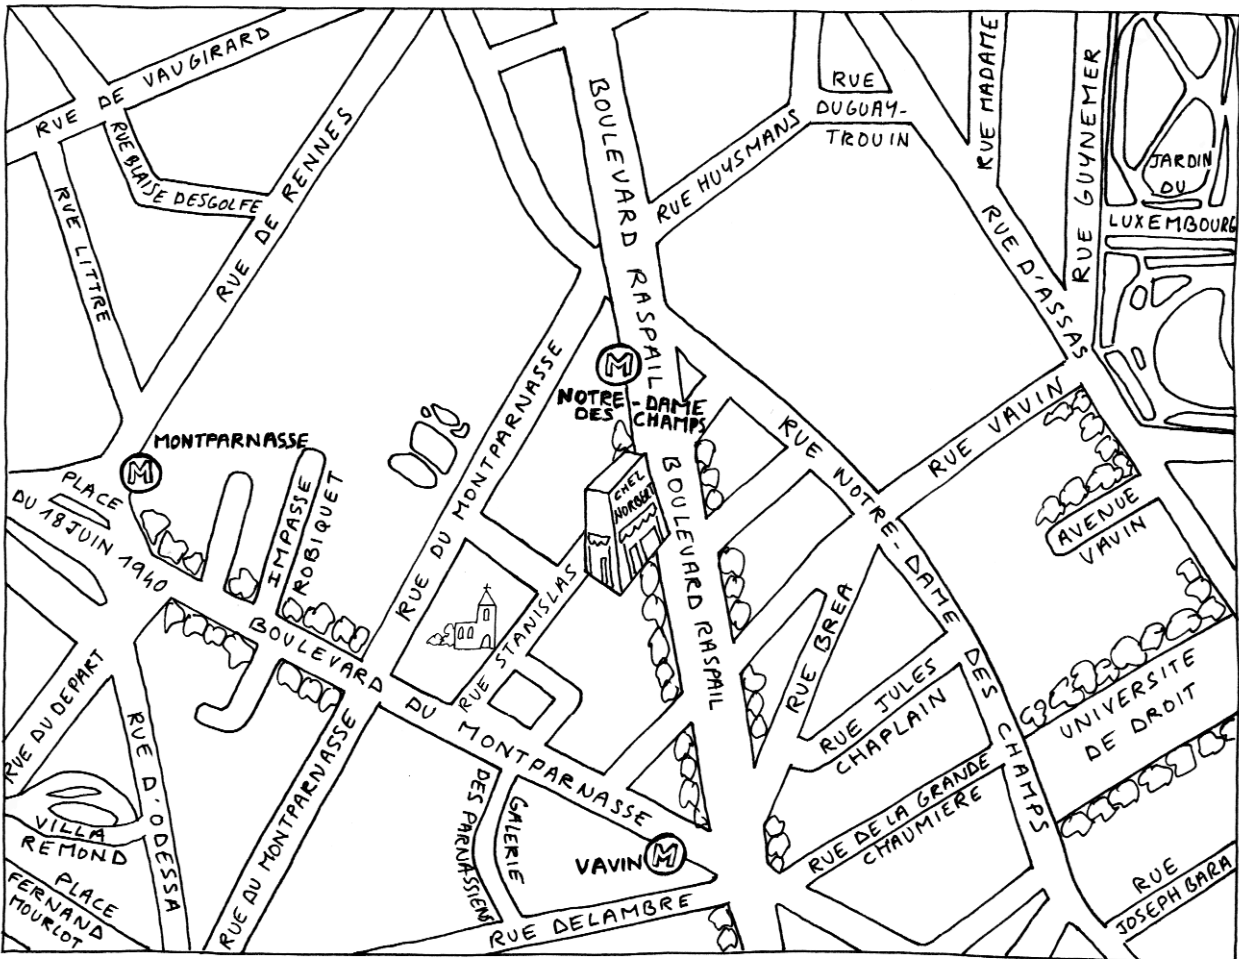 RUE DE VAUGIRARD
RUE BLAISE DESGOLFE
RUE LITTRE
RUE DE RENNES
BOULEVARD RASPAIL
RUE HUYSMANS
RUE
DUGUAY-
TROUIN
RUE MADAME
RUE GUYNEMER
JARDIN
DU
LUXEMBOURG
RUE D'ASSAS
M
NOTRE-DAME
DES CHAMPS
MONTPARNASSE
M
PLACE
DU 18 JUIN 1940
IMPASSE
ROBIQUET
RUE DU MONTPARNASSE
CHEZ
NORBERT
RUE STANISLAS
BOULEVARD RASPAIL
RUE NOTRE-DAME DES CHAMPS
RUE VAVIN
AVENUE
VAVIN
RUE BREA
RUE JULES
CHAPLAIN
UNIVERSITE
DE DROIT
BOULEVARD DU MONTPARNASSE
RUE DU DEPART
RUE D'ODESSA
RUE DU MONTPARNASSE
VILLA
REMOND
PLACE
FERNAND
MOURLOT
GALERIE
DES PARNASSIENS
VAVIN
M
RUE DELAMBRE
RUE DE LA GRANDE
CHAUMIERE
RUE
JOSEPH BARA